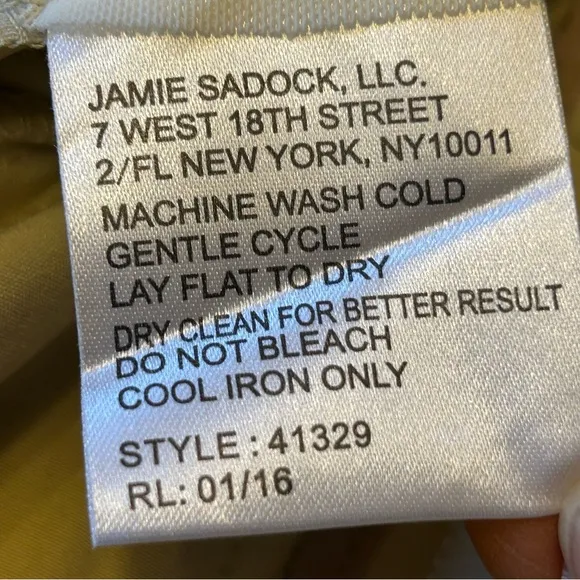 JAMIE SADOCK, LLC.
7 WEST 18TH STREET
2/FL NEW YORK, NY10011
MACHINE WASH COLD
GENTLE CYCLE
LAY FLAT TO DRY
DRY CLEAN FOR BETTER RESULT
DO NOT BLEACH
COOL IRON ONLY
STYLE : 41329
RL: 01/16